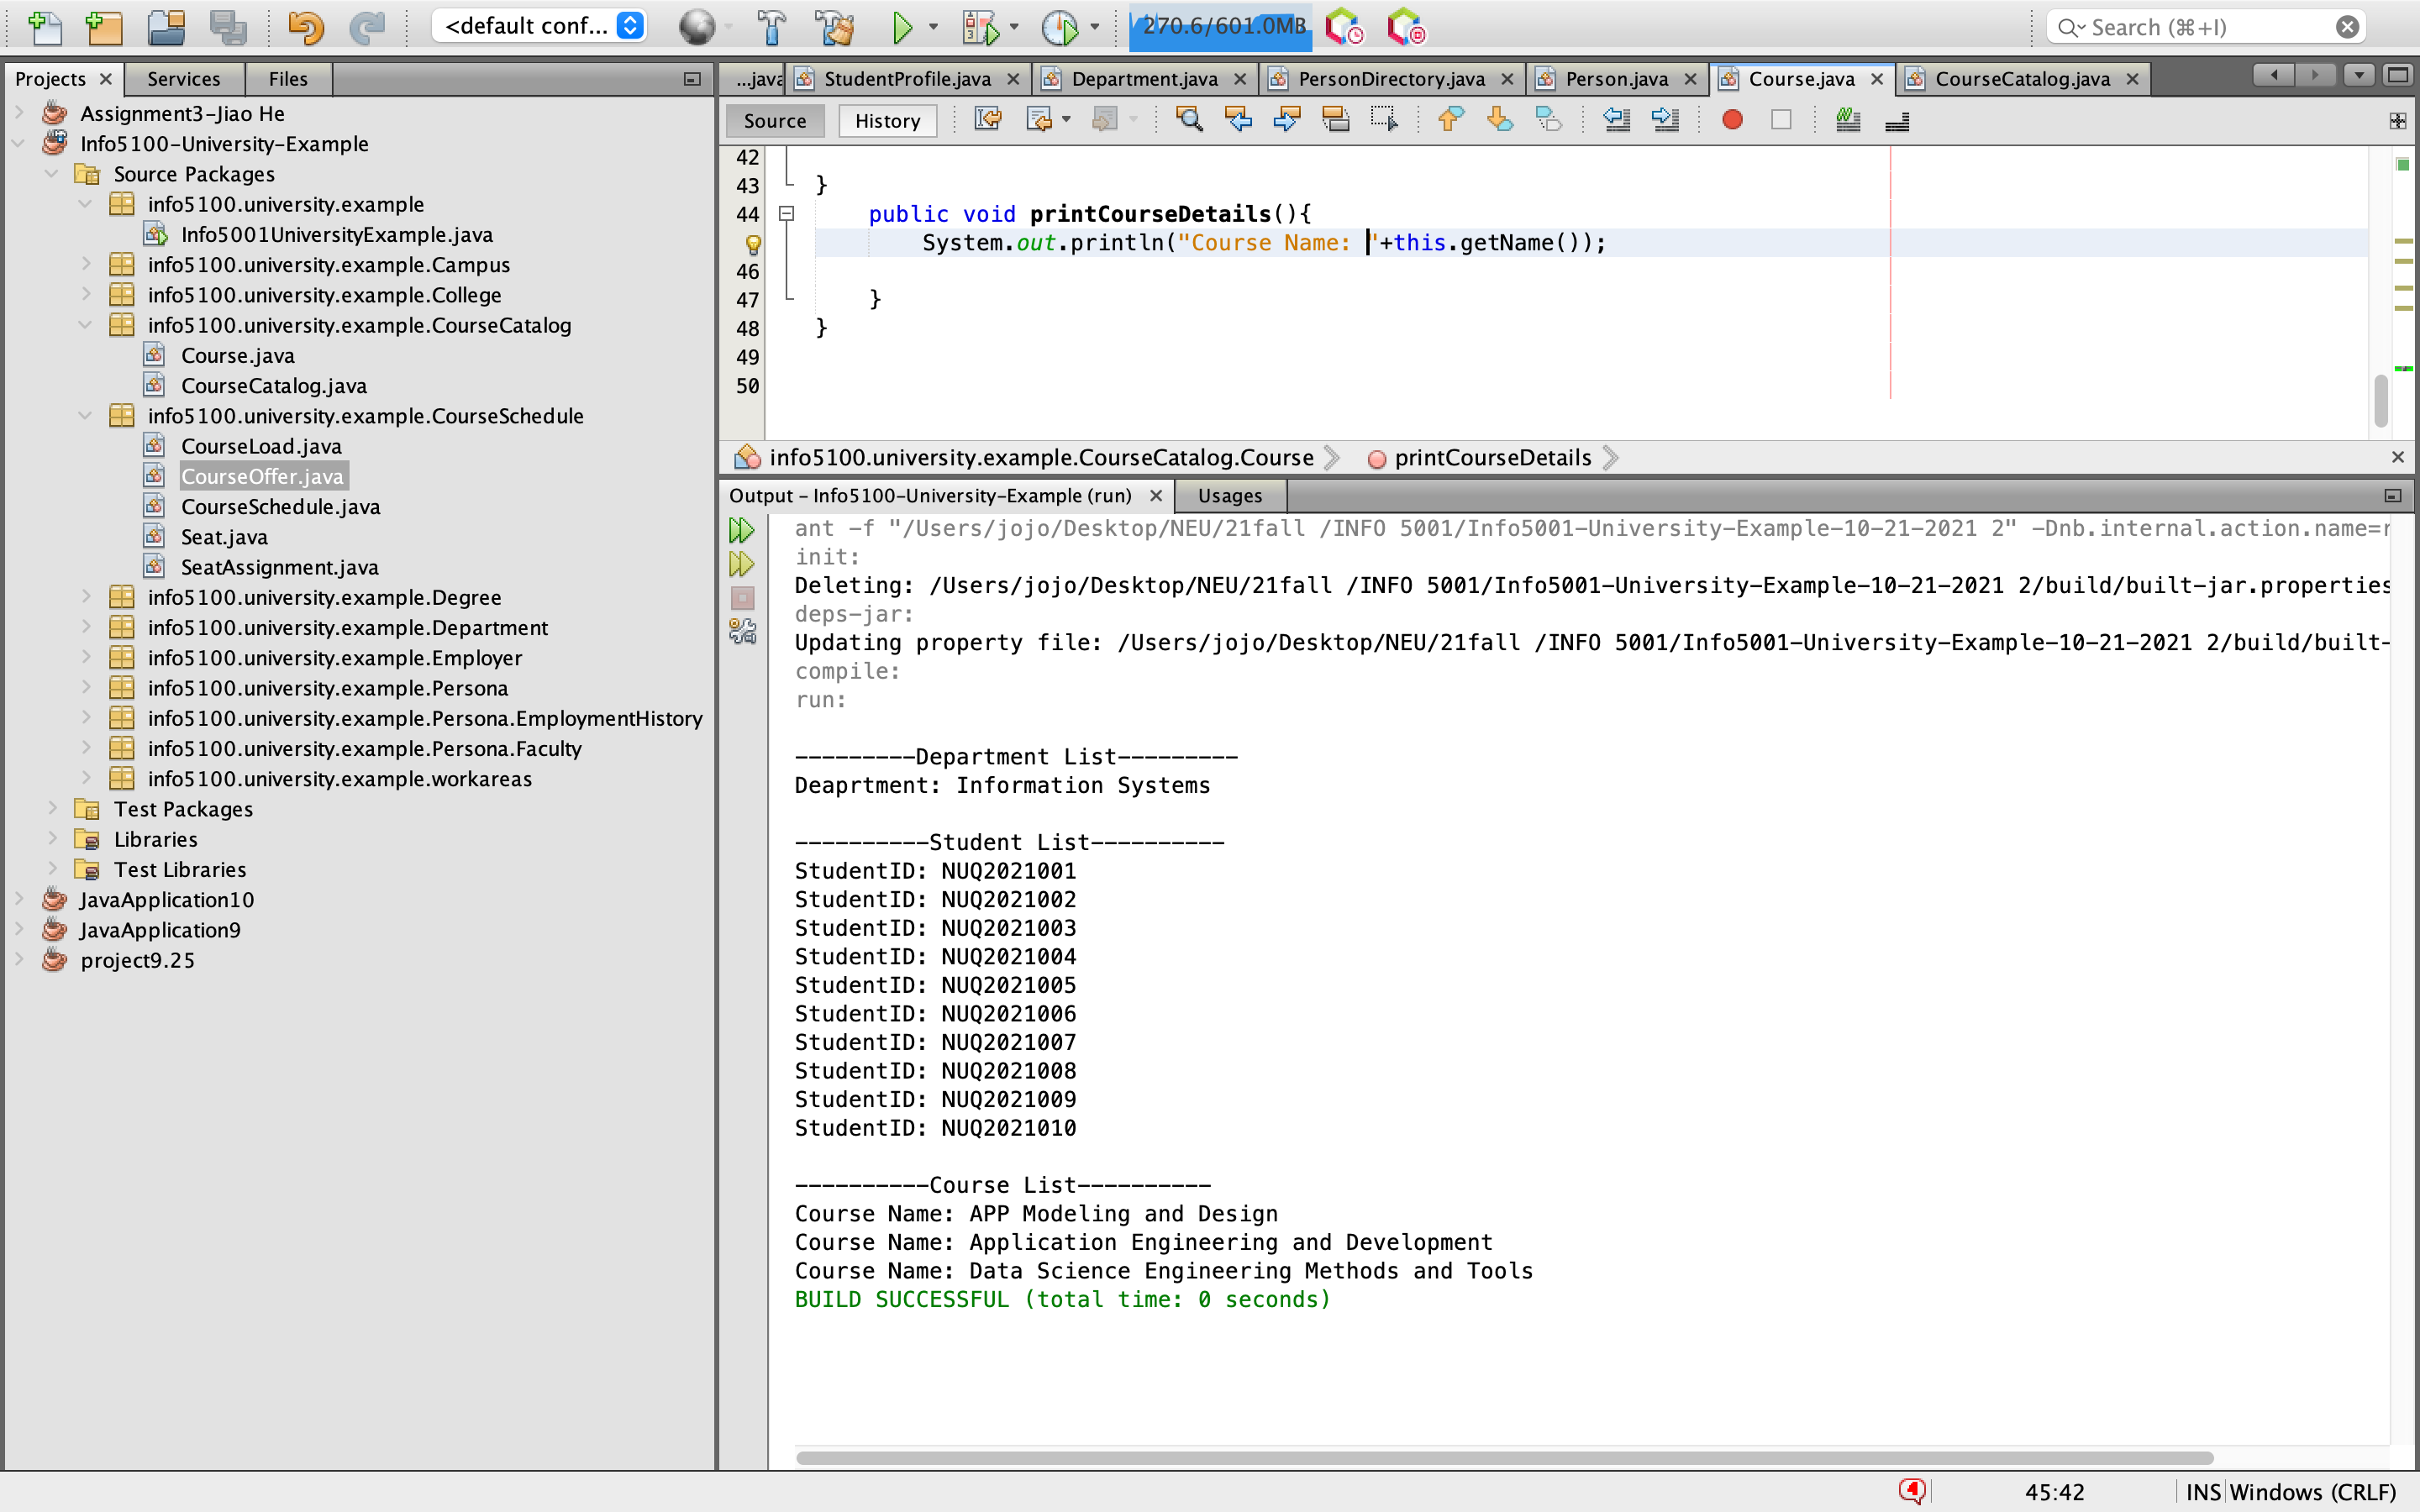 <default conf...
270.6/601.0MB
Search (⌘+I)
Projects
Services
Files
Assignment3-Jiao He
Info5100-University-Example
Source Packages
info5100.university.example
Info5001UniversityExample.java
info5100.university.example.Campus
info5100.university.example.College
info5100.university.example.CourseCatalog
Course.java
CourseCatalog.java
info5100.university.example.CourseSchedule
CourseLoad.java
CourseOffer.java
CourseSchedule.java
Seat.java
SeatAssignment.java
info5100.university.example.Degree
info5100.university.example.Department
info5100.university.example.Employer
info5100.university.example.Persona
info5100.university.example.Persona.EmploymentHistory
info5100.university.example.Persona.Faculty
info5100.university.example.workareas
Test Packages
Libraries
Test Libraries
JavaApplication10
JavaApplication9
project9.25
...java
StudentProfile.java
Department.java
PersonDirectory.java
Person.java
Course.java
CourseCatalog.java
Source
History
42
43 }
44 public void printCourseDetails(){
System.out.println("Course Name: "+this.getName());
46
47 }
48 }
49
50
info5100.university.example.CourseCatalog.Course
printCourseDetails
Output - Info5100-University-Example (run)
Usages
ant -f "/Users/jojo/Desktop/NEU/21fall /INFO 5001/Info5001-University-Example-10-21-2021 2" -Dnb.internal.action.name=r
init:
Deleting: /Users/jojo/Desktop/NEU/21fall /INFO 5001/Info5001-University-Example-10-21-2021 2/build/built-jar.properties
deps-jar:
Updating property file: /Users/jojo/Desktop/NEU/21fall /INFO 5001/Info5001-University-Example-10-21-2021 2/build/built-
compile:
run:
---------Department List---------
Deaprtment: Information Systems
----------Student List----------
StudentID: NUQ2021001
StudentID: NUQ2021002
StudentID: NUQ2021003
StudentID: NUQ2021004
StudentID: NUQ2021005
StudentID: NUQ2021006
StudentID: NUQ2021007
StudentID: NUQ2021008
StudentID: NUQ2021009
StudentID: NUQ2021010
----------Course List----------
Course Name: APP Modeling and Design
Course Name: Application Engineering and Development
Course Name: Data Science Engineering Methods and Tools
BUILD SUCCESSFUL (total time: 0 seconds)
45:42
INS
Windows (CRLF)